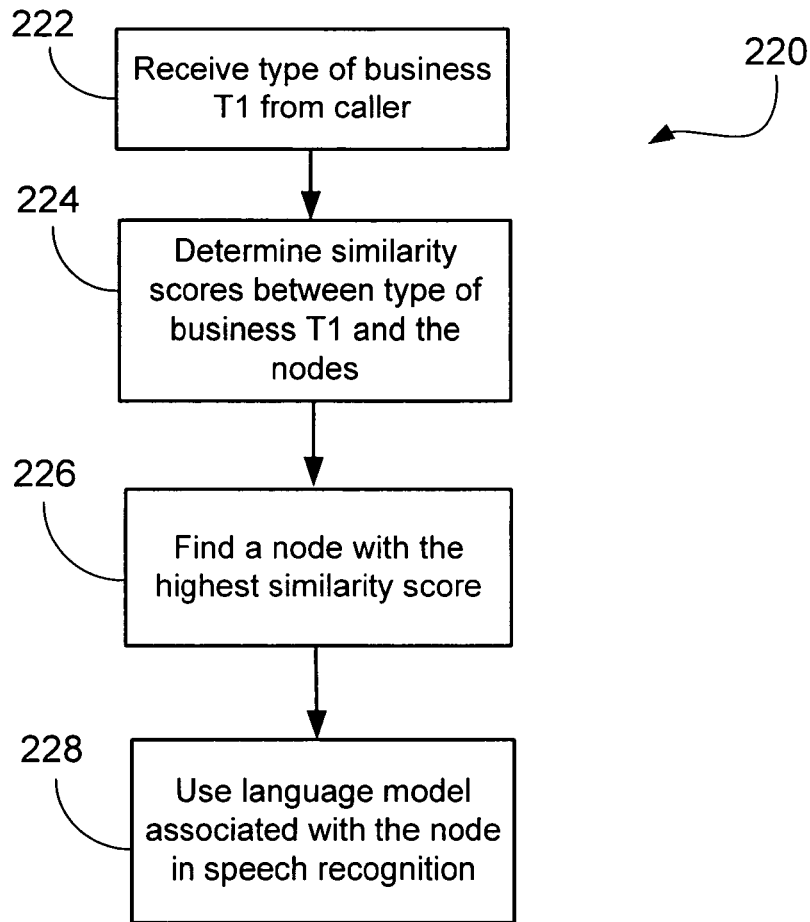 222
Receive type of business
T1 from caller
220
224
Determine similarity
scores between type of
business T1 and the
nodes
226
Find a node with the
highest similarity score
228
Use language model
associated with the node
in speech recognition